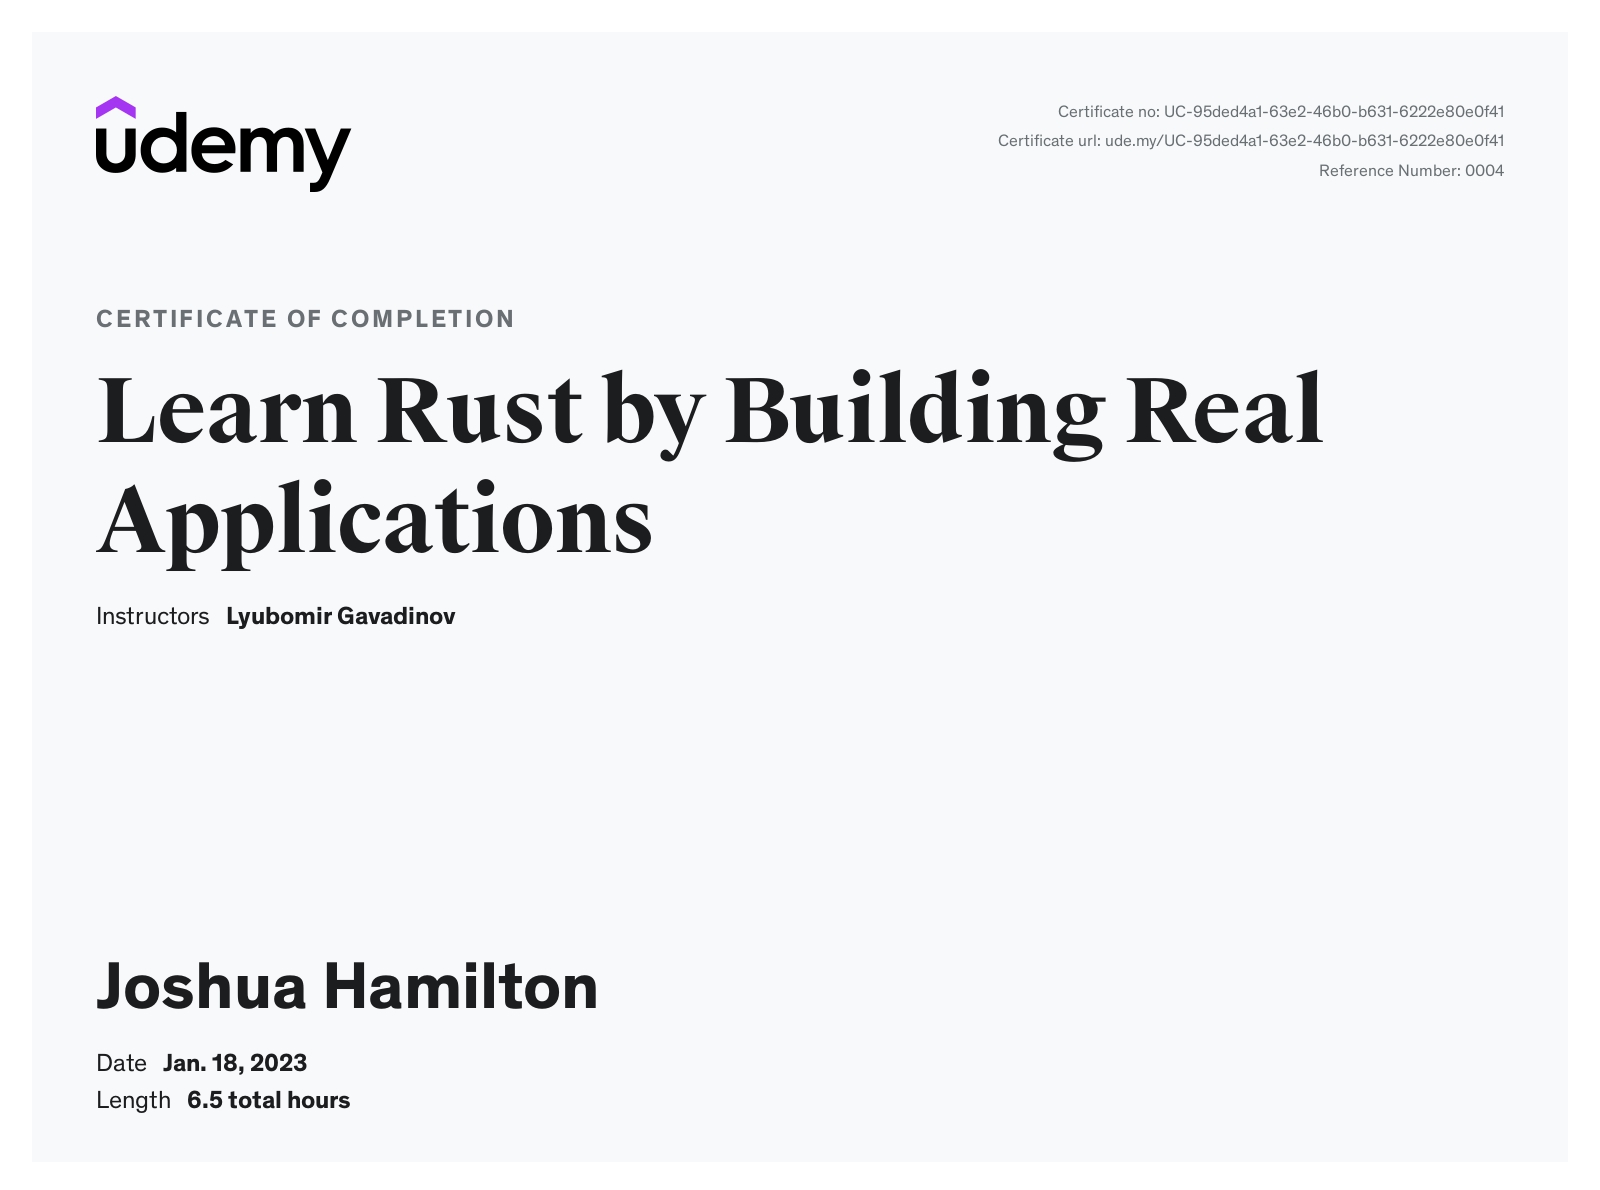 udemy
Certificate no: UC-95ded4a1-63e2-46b0-b631-6222e80e0f41
Certificate url: ude.my/UC-95ded4a1-63e2-46b0-b631-6222e80e0f41
Reference Number: 0004
CERTIFICATE OF COMPLETION
Learn Rust by Building Real
Applications
Instructors Lyubomir Gavadinov
Joshua Hamilton
Date Jan. 18, 2023
Length 6.5 total hours